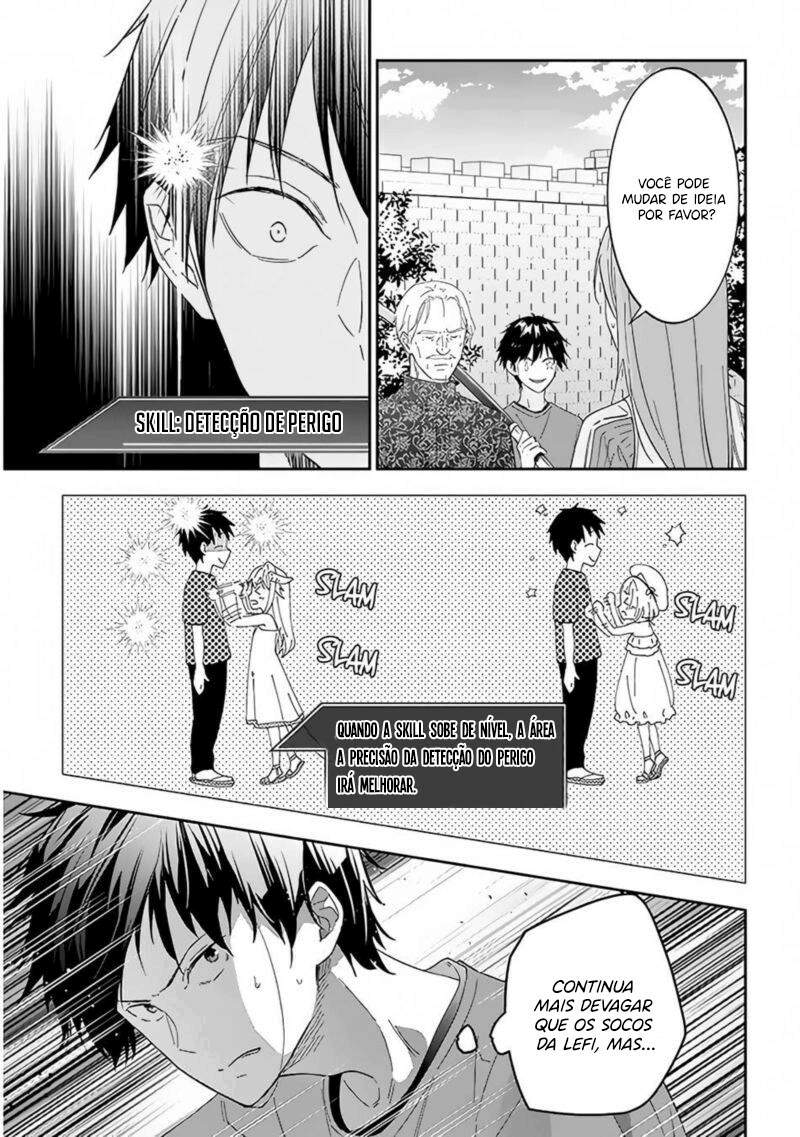 VOCÊ PODE
MUDAR DE IDEIA
POR FAVOR?
SKILL: DETECÇÃO DE PERIGO
SLAM
SLAM
SLAM
SLAM
QUANDO A SKILL SOBE DE NÍVEL, A ÁREA
A PRECISÃO DA DETECÇÃO DO PERIGO
IRÁ MELHORAR.
CONTINUA
MAIS DEVAGAR
QUE OS SOCOS
DA LEFI, MAS...